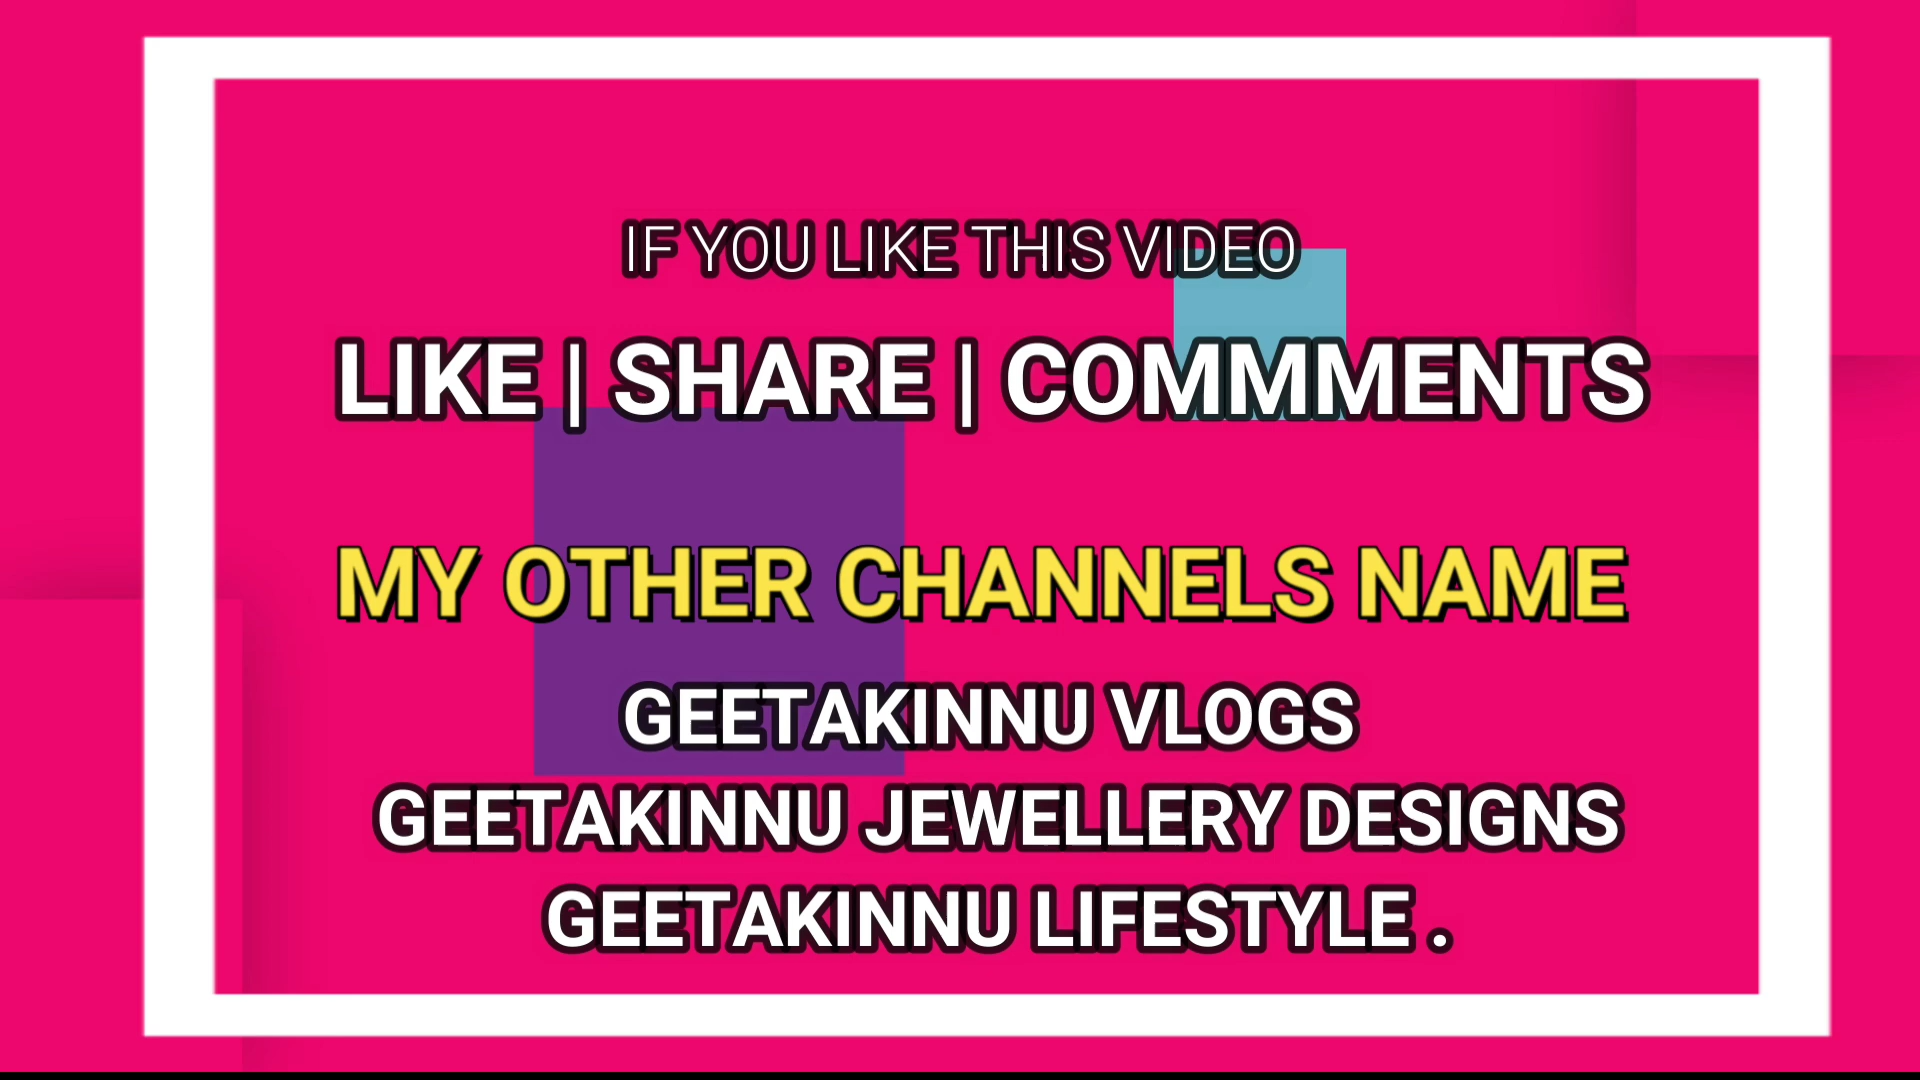 IF YOU LIKE THIS VIDEO
LIKE | SHARE | COMMMENTS
MY OTHER CHANNELS NAME
GEETAKINNU VLOGS
GEETAKINNU JEWELLERY DESIGNS
GEETAKINNU LIFESTYLE .